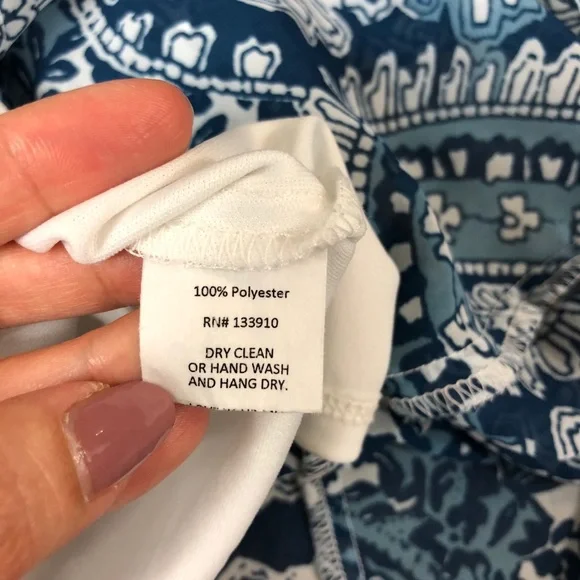 100% Polyester
RN# 133910
DRY CLEAN
OR HAND WASH
AND HANG DRY.